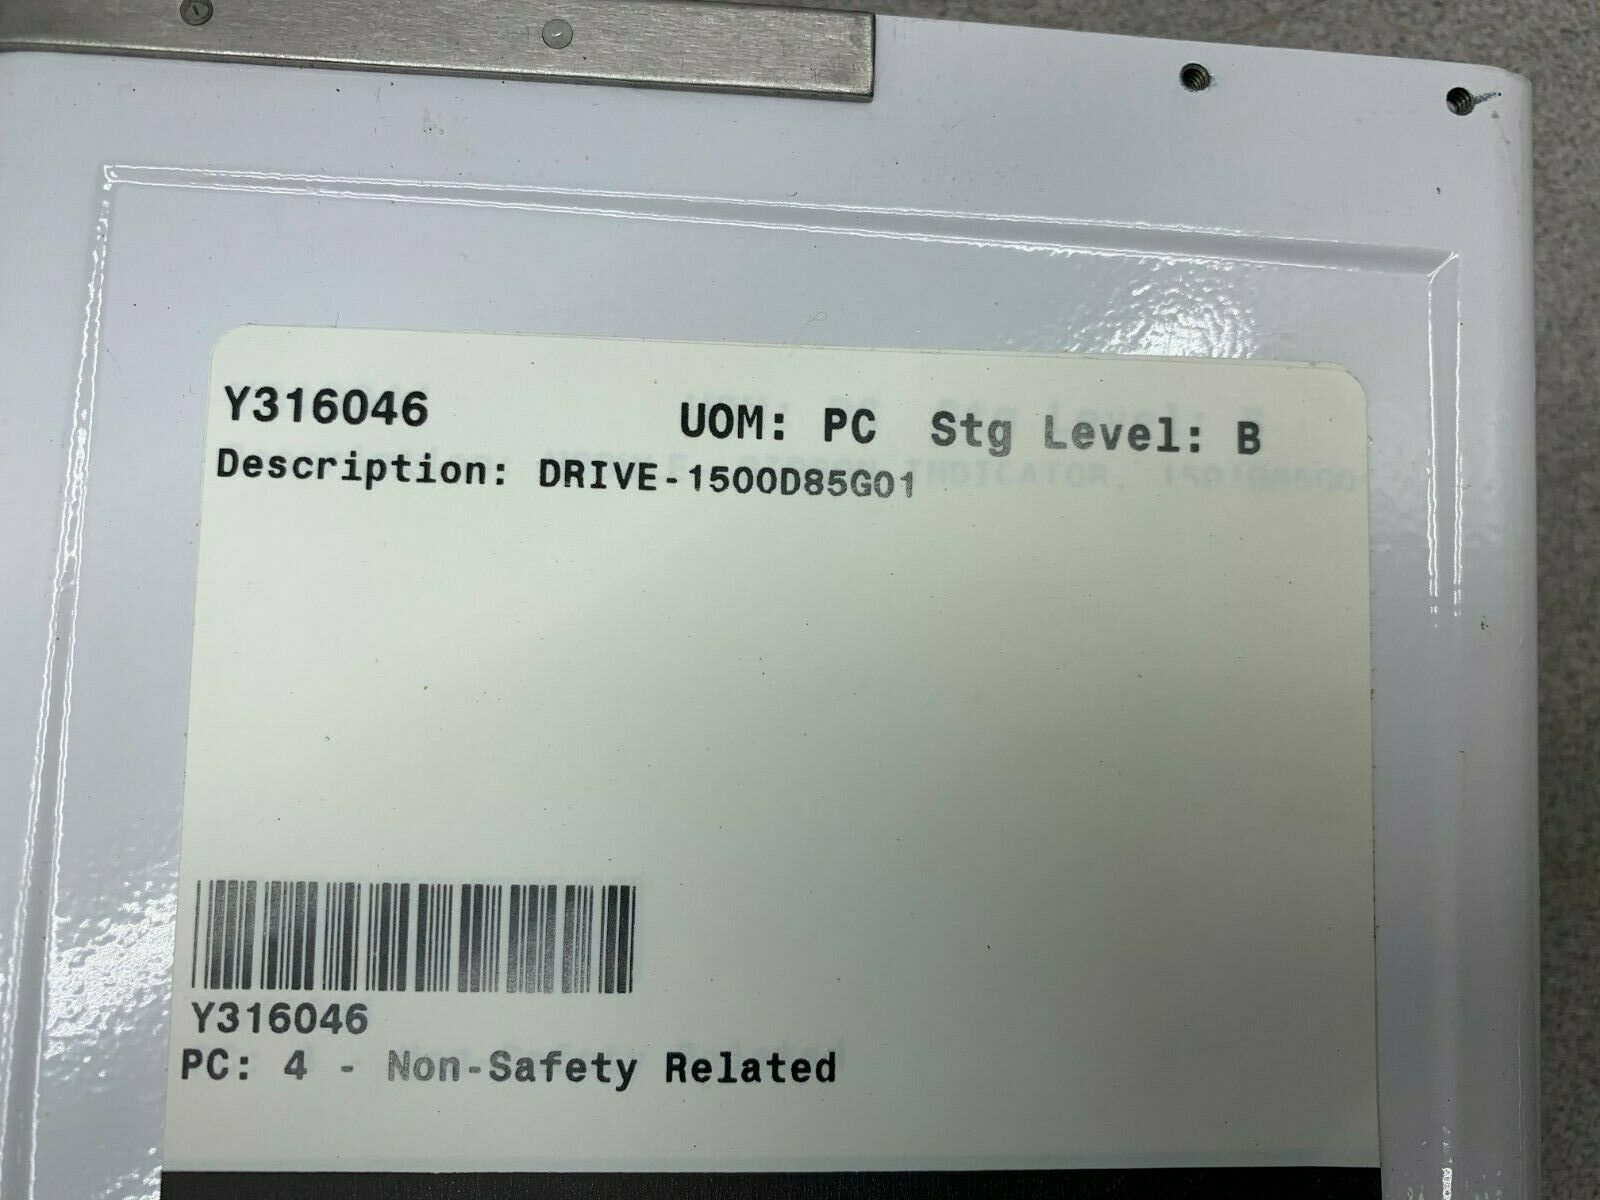 Y316046 UOM: PC Stg Level: B
Description: DRIVE-1500D85G01
Y316046
PC: 4 - Non-Safety Related